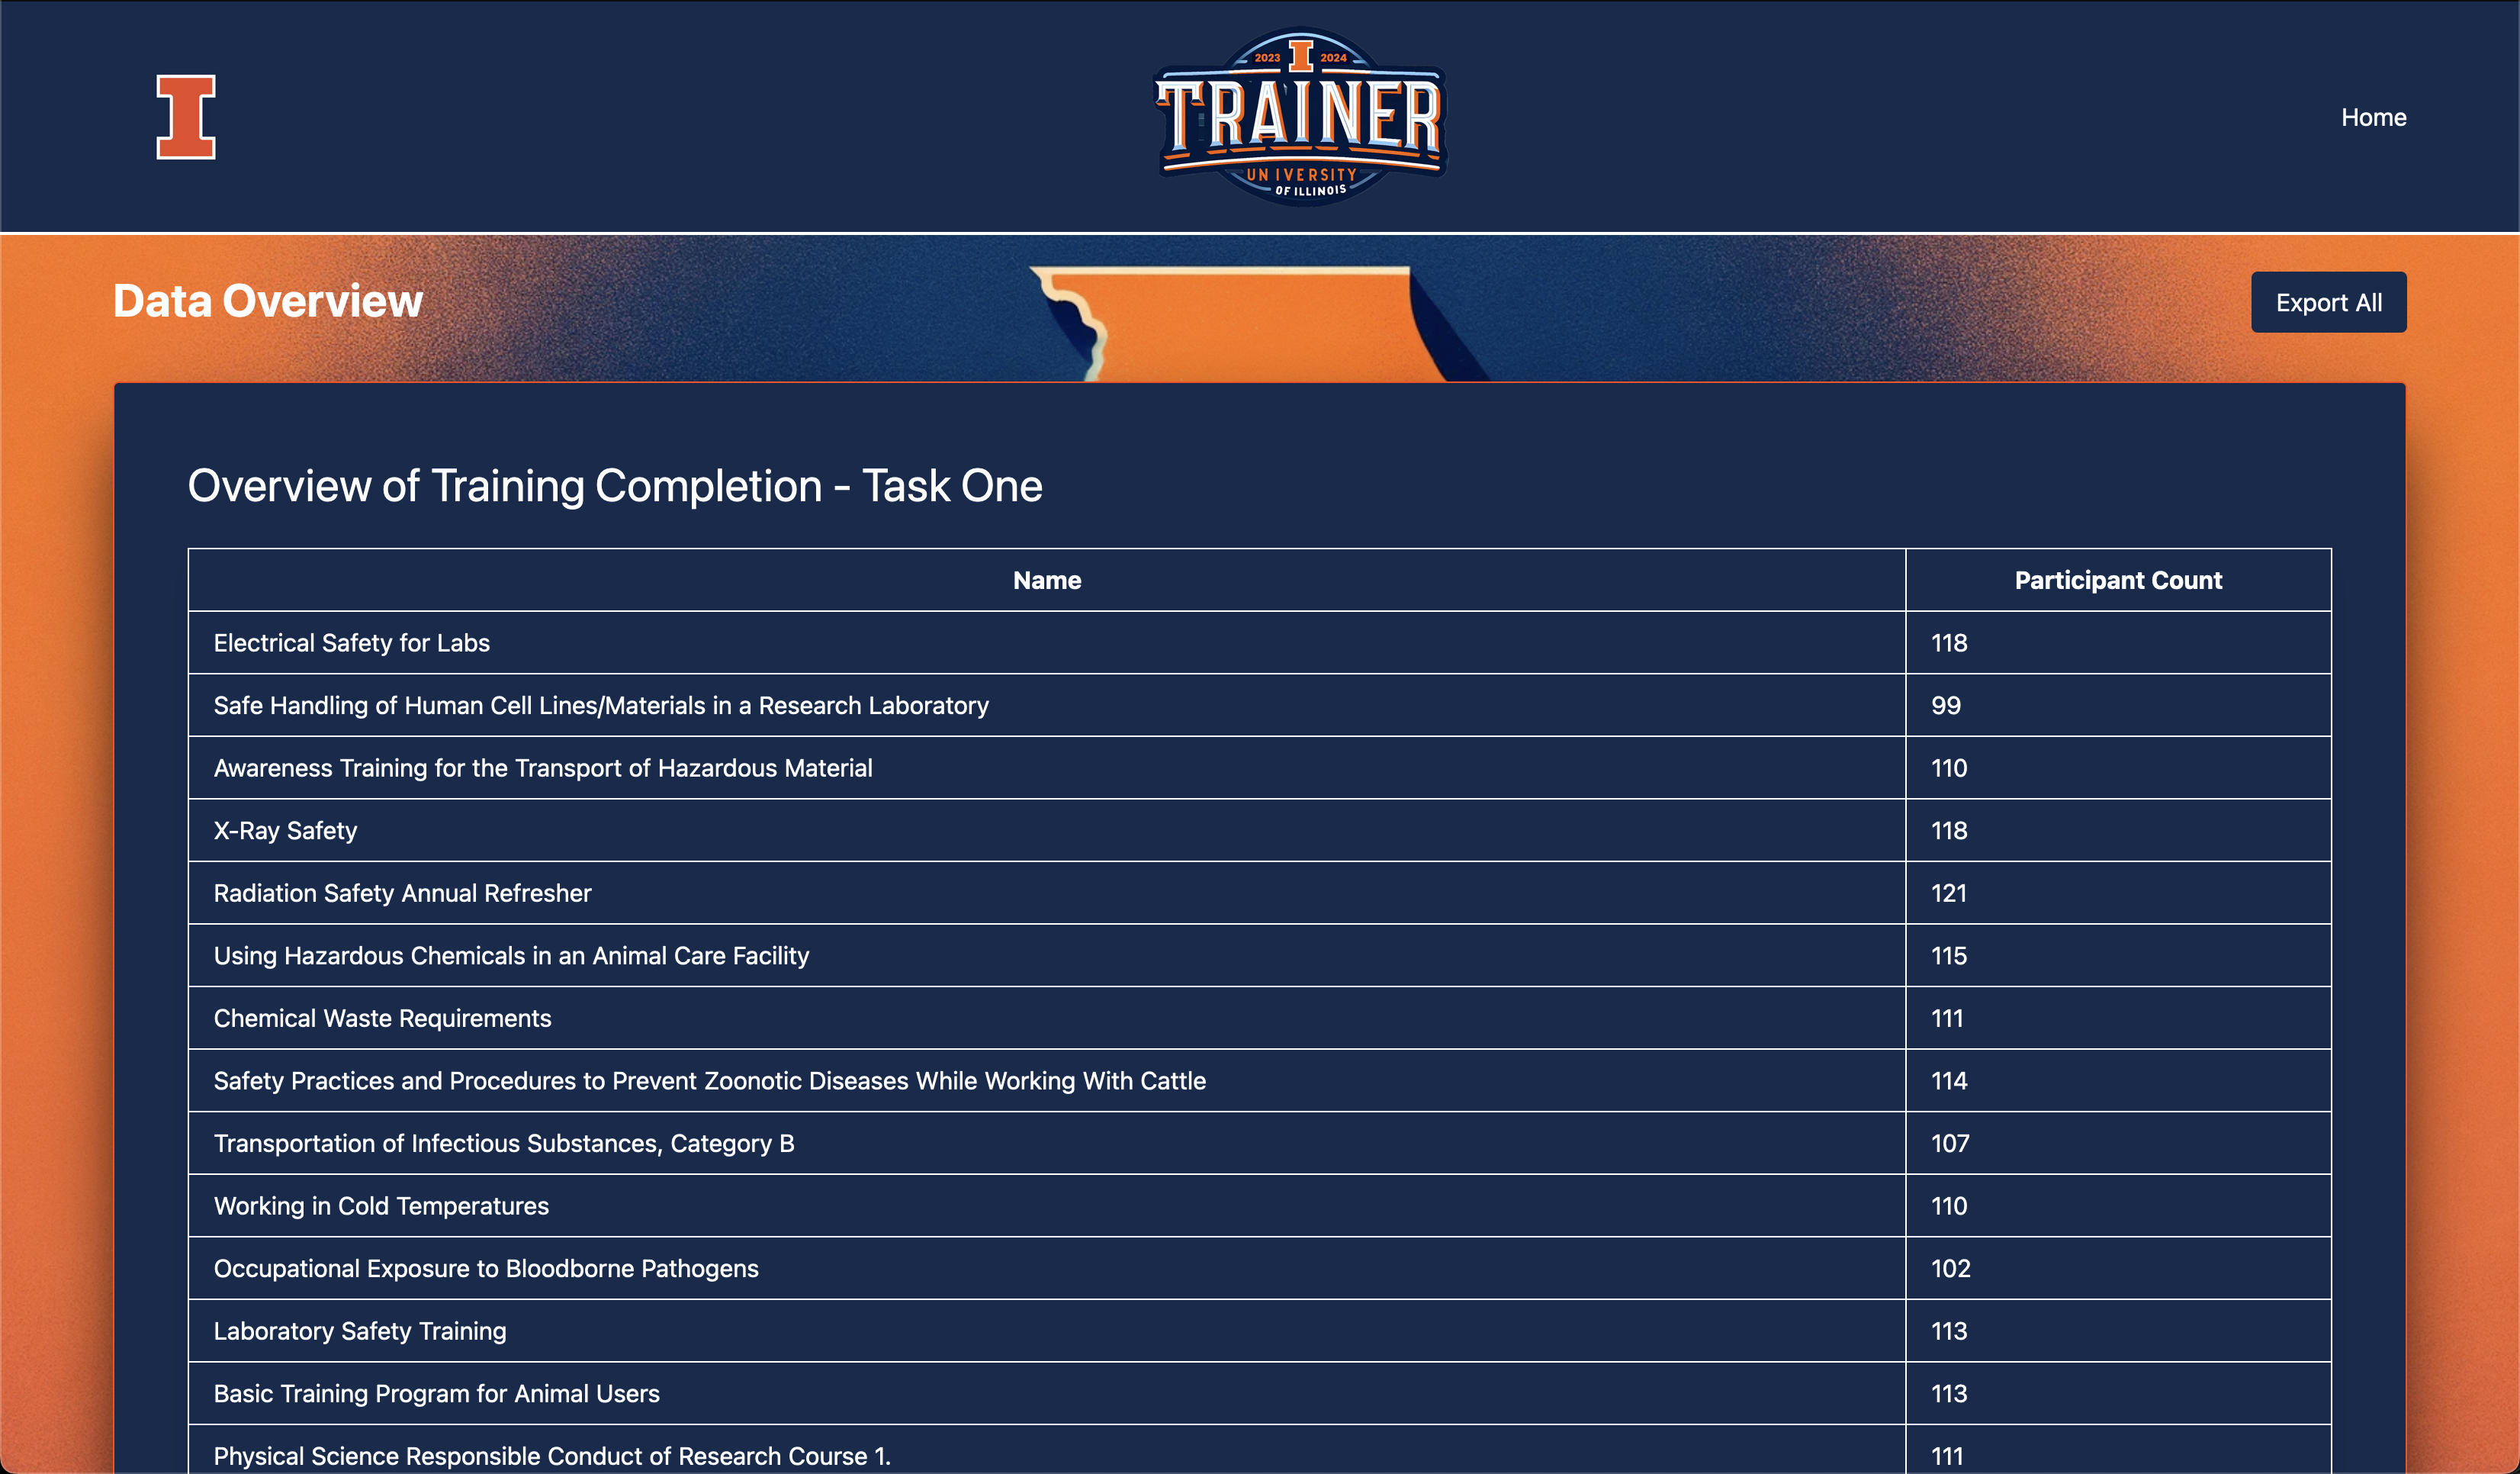 2023 I 2024
TRAINER
UNIVERSITY
OF ILLINOIS
Home
Data Overview
Export All
Overview of Training Completion - Task One
Name Participant Count
Electrical Safety for Labs 118
Safe Handling of Human Cell Lines/Materials in a Research Laboratory 99
Awareness Training for the Transport of Hazardous Material 110
X-Ray Safety 118
Radiation Safety Annual Refresher 121
Using Hazardous Chemicals in an Animal Care Facility 115
Chemical Waste Requirements 111
Safety Practices and Procedures to Prevent Zoonotic Diseases While Working With Cattle 114
Transportation of Infectious Substances, Category B 107
Working in Cold Temperatures 110
Occupational Exposure to Bloodborne Pathogens 102
Laboratory Safety Training 113
Basic Training Program for Animal Users 113
Physical Science Responsible Conduct of Research Course 1. 111